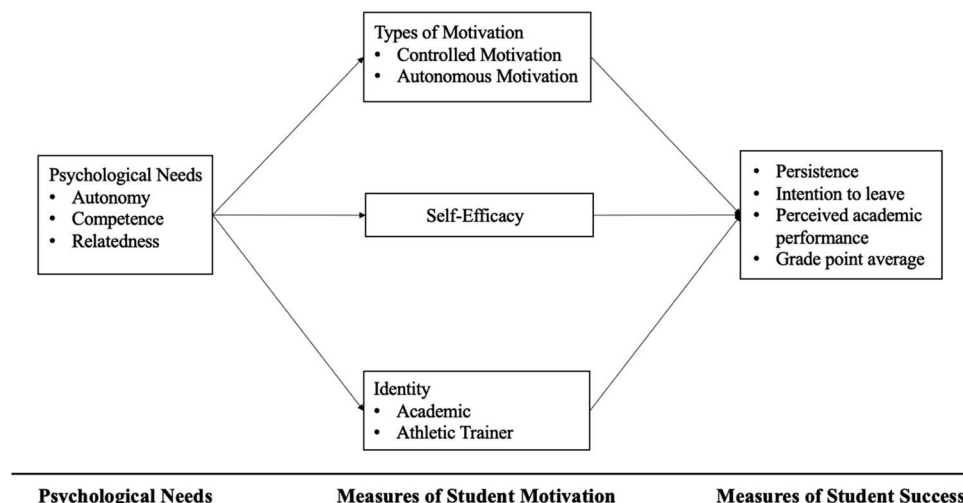 Types of Motivation
• Controlled Motivation
• Autonomous Motivation
Psychological Needs
• Autonomy
• Competence
• Relatedness
Self-Efficacy
• Persistence
• Intention to leave
• Perceived academic
performance
• Grade point average
Identity
• Academic
• Athletic Trainer
Psychological Needs
Measures of Student Motivation
Measures of Student Success